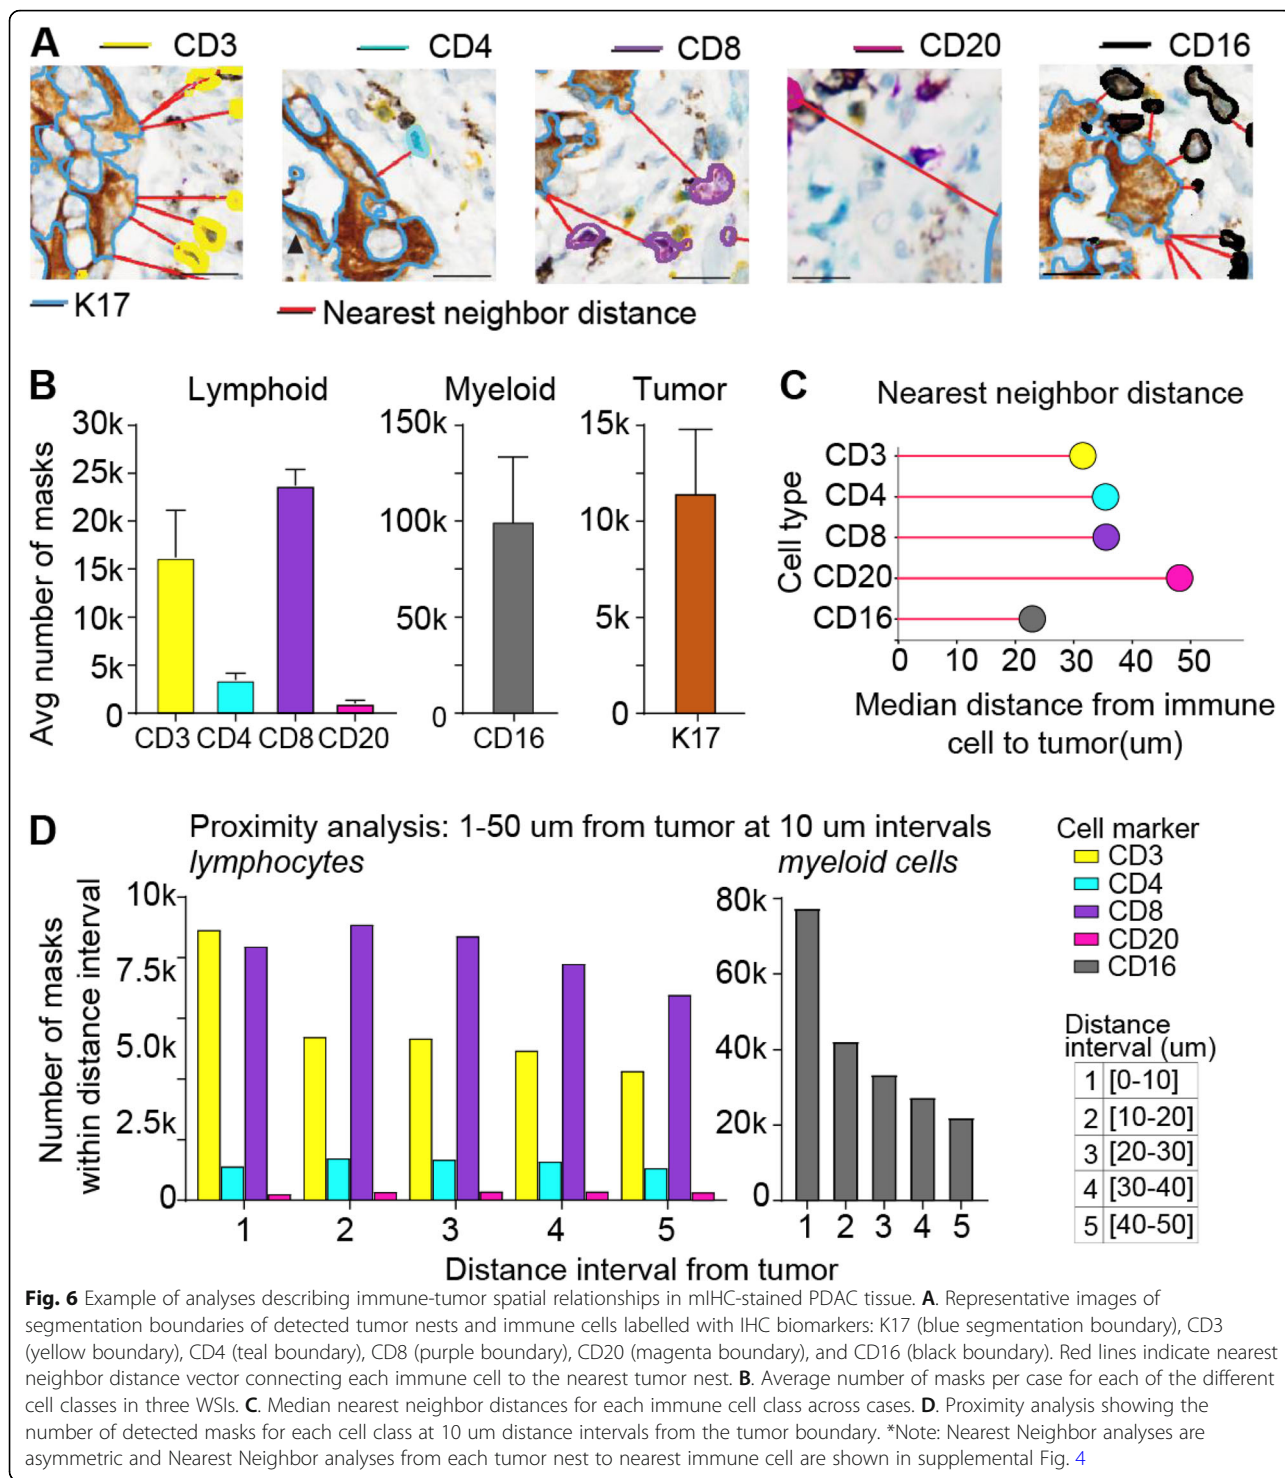 A CD3 CD4 CD8 CD20 CD16
K17 Nearest neighbor distance
B Lymphoid Myeloid Tumor
Avg number of masks
30k
25k
20k
15k
10k
5k
0
CD3 CD4 CD8 CD20
150k
100k
50k
0
CD16
15k
10k
5k
0
K17
C Nearest neighbor distance
Cell type
CD3
CD4
CD8
CD20
CD16
0 10 20 30 40 50
Median distance from immune
cell to tumor(um)
D Proximity analysis: 1-50 um from tumor at 10 um intervals
lymphocytes myeloid cells
Number of masks
within distance interval
10k
7.5k
5.0k
2.5k
0
1 2 3 4 5
80k
60k
40k
20k
0
1 2 3 4 5
Distance interval from tumor
Cell marker
CD3
CD4
CD8
CD20
CD16
Distance
interval (um)
1 [0-10]
2 [10-20]
3 [20-30]
4 [30-40]
5 [40-50]
Fig. 6 Example of analyses describing immune-tumor spatial relationships in mIHC-stained PDAC tissue. A. Representative images of
segmentation boundaries of detected tumor nests and immune cells labelled with IHC biomarkers: K17 (blue segmentation boundary), CD3
(yellow boundary), CD4 (teal boundary), CD8 (purple boundary), CD20 (magenta boundary), and CD16 (black boundary). Red lines indicate nearest
neighbor distance vector connecting each immune cell to the nearest tumor nest. B. Average number of masks per case for each of the different
cell classes in three WSIs. C. Median nearest neighbor distances for each immune cell class across cases. D. Proximity analysis showing the
number of detected masks for each cell class at 10 um distance intervals from the tumor boundary. *Note: Nearest Neighbor analyses are
asymmetric and Nearest Neighbor analyses from each tumor nest to nearest immune cell are shown in supplemental Fig. 4